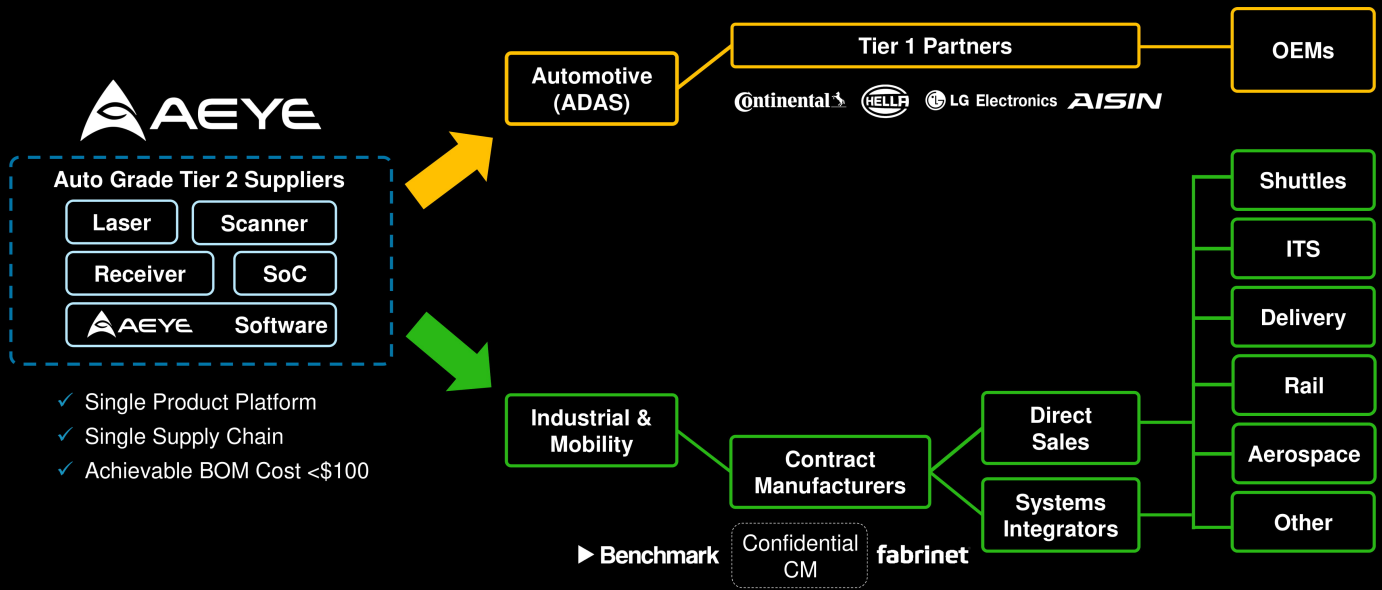 AEYE
Auto Grade Tier 2 Suppliers
Laser
Scanner
Receiver
SoC
AEYE Software
✓ Single Product Platform
✓ Single Supply Chain
✓ Achievable BOM Cost <$100
Automotive
(ADAS)
Tier 1 Partners
OEMs
Continental
HELLA
LG Electronics
AISIN
Industrial &
Mobility
Contract
Manufacturers
Benchmark
Confidential
CM
fabrinet
Direct
Sales
Systems
Integrators
Shuttles
ITS
Delivery
Rail
Aerospace
Other